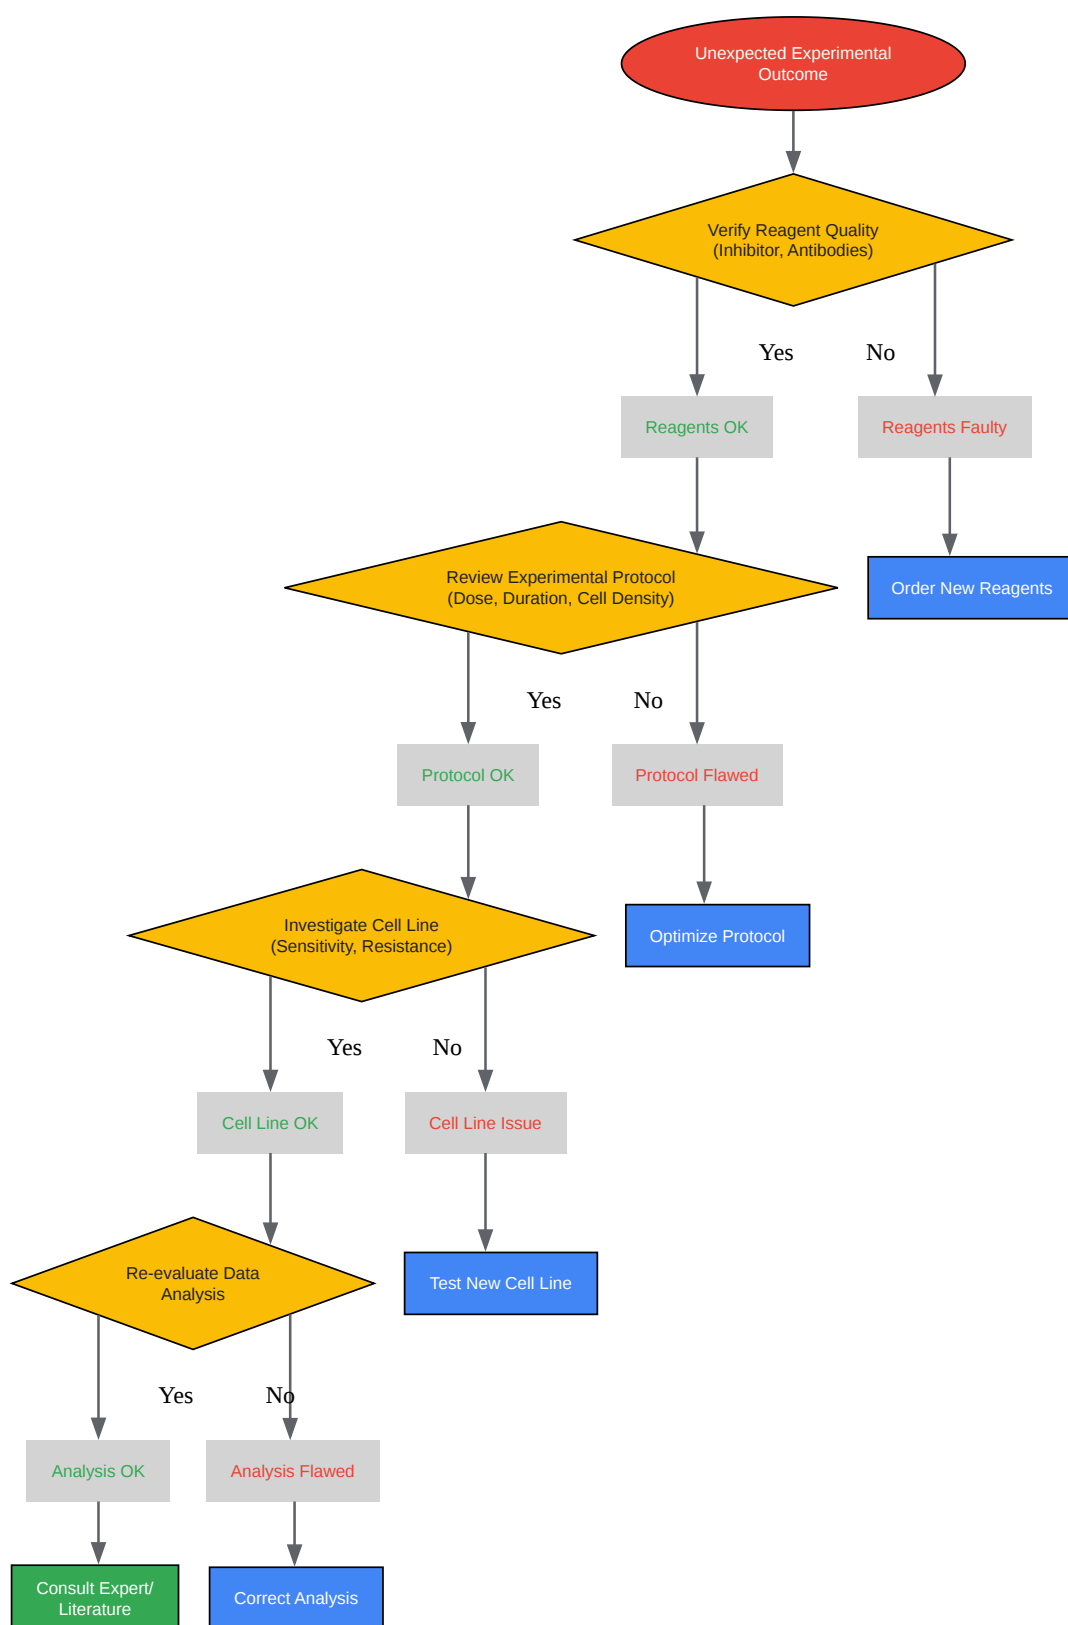 Unexpected Experimental
Outcome
Verify Reagent Quality
(Inhibitor, Antibodies)
Yes
No
Reagents OK
Reagents Faulty
Review Experimental Protocol
(Dose, Duration, Cell Density)
Order New Reagents
Yes
No
Protocol OK
Protocol Flawed
Investigate Cell Line
(Sensitivity, Resistance)
Optimize Protocol
Yes
No
Cell Line OK
Cell Line Issue
Re-evaluate Data
Analysis
Test New Cell Line
Yes
No
Analysis OK
Analysis Flawed
Consult Expert/
Literature
Correct Analysis